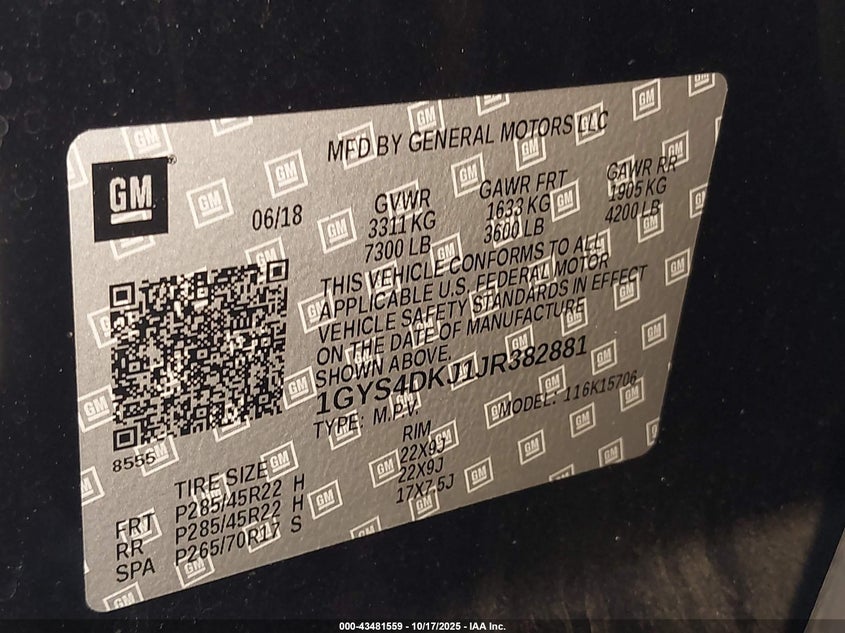 MFD BY GENERAL MOTORS LLC
GM
®
06/18
GVWR
3311 KG
7300 LB
GAWR FRT
1633 KG
3600 LB
GAWR RR
1905 KG
4200 LB
THIS VEHICLE CONFORMS TO ALL
APPLICABLE U.S. FEDERAL MOTOR
VEHICLE SAFETY STANDARDS IN EFFECT
ON THE DATE OF MANUFACTURE
SHOWN ABOVE.
1GYS4DKJ1JR382881
TYPE: M.P.V. MODEL: 116K15706
8555
TIRE SIZE RIM
FRT P285/45R22 H 22X9J
RR P285/45R22 H 22X9J
SPA P265/70R17 S 17X7.5J
000-43481559 - 10/17/2025 - IAA Inc.